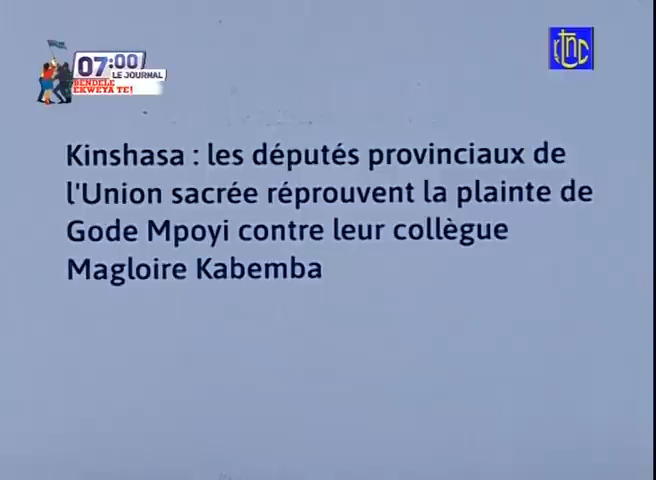 07:00
LE JOURNAL
BENDELE
EKWEYA TE!
rtnc
Kinshasa : les députés provinciaux de
l'Union sacrée réprouvent la plainte de
Gode Mpoyi contre leur collègue
Magloire Kabemba